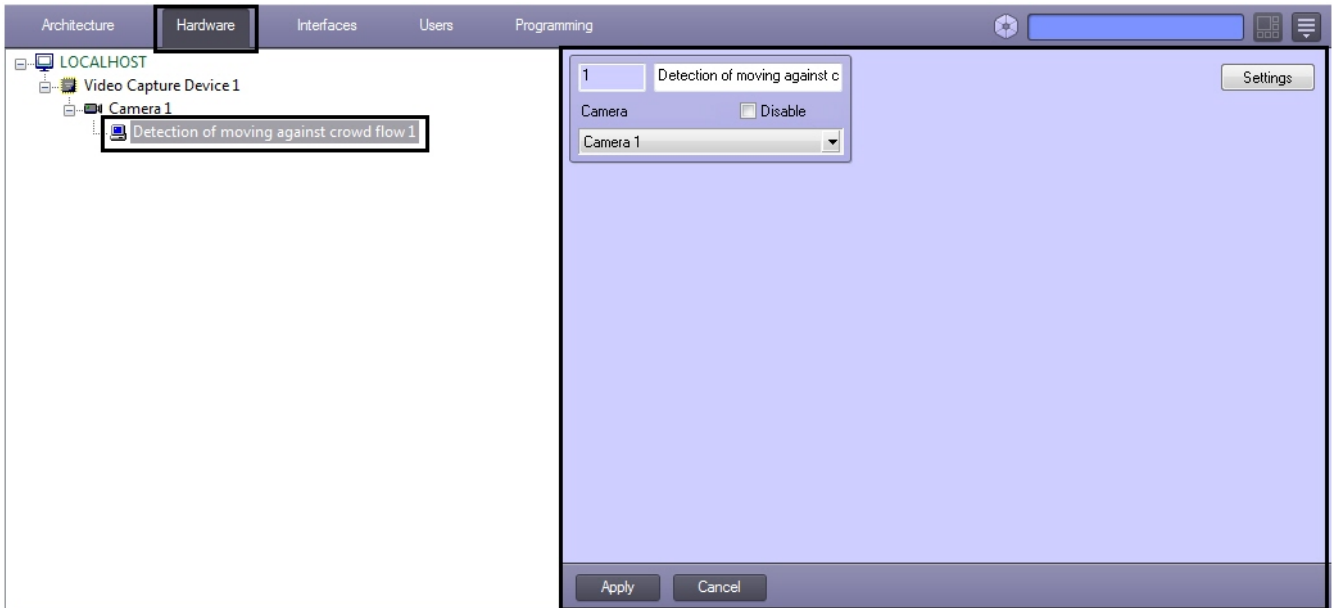 Architecture Hardware Interfaces Users Programming
LOCALHOST
Video Capture Device 1
Camera 1
Detection of moving against crowd flow 1
1 Detection of moving against c Settings
Camera Disable
Camera 1
Apply Cancel